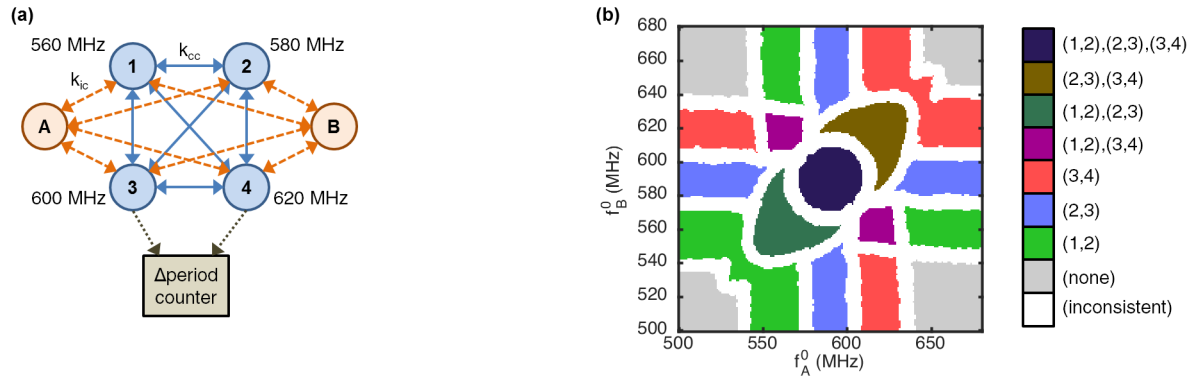 (a)
560 MHz
1
k_cc
2
580 MHz
k_ic
A
B
600 MHz
3
4
620 MHz
Δperiod
counter
(b)
680
660
640
620
600
580
560
540
520
500
f_B^0 (MHz)
500
550
600
650
f_A^0 (MHz)
(1,2),(2,3),(3,4)
(2,3),(3,4)
(1,2),(2,3)
(1,2),(3,4)
(3,4)
(2,3)
(1,2)
(none)
(inconsistent)